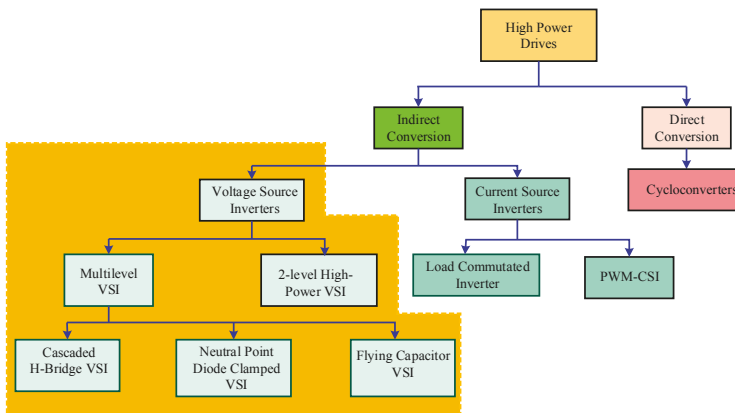 High Power
Drives
Indirect
Conversion
Direct
Conversion
Voltage Source
Inverters
Current Source
Inverters
Cycloconverters
Multilevel
VSI
2-level High-
Power VSI
Load Commutated
Inverter
PWM-CSI
Cascaded
H-Bridge VSI
Neutral Point
Diode Clamped
VSI
Flying Capacitor
VSI